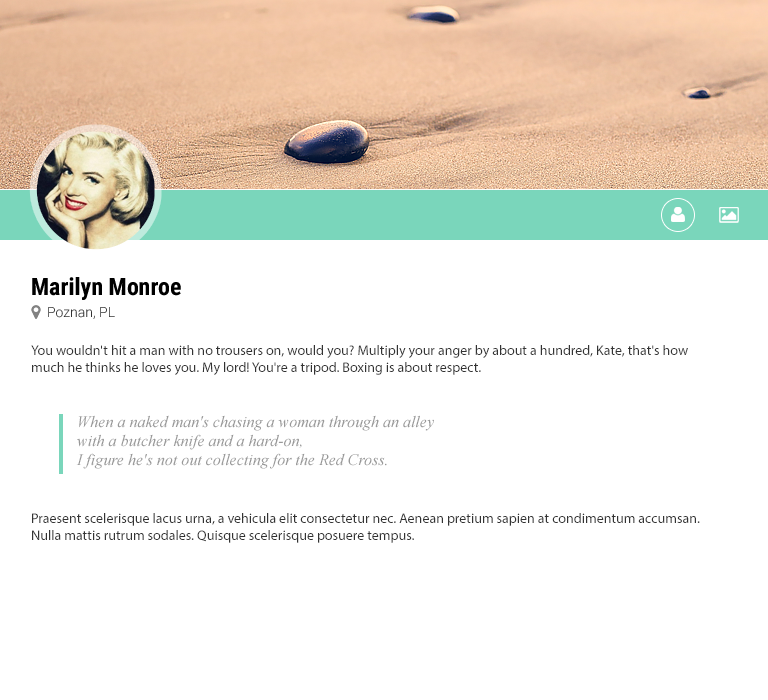 Marilyn Monroe
Poznan, PL
You wouldn't hit a man with no trousers on, would you? Multiply your anger by about a hundred, Kate, that's how
much he thinks he loves you. My lord! You're a tripod. Boxing is about respect.
When a naked man's chasing a woman through an alley
with a butcher knife and a hard-on,
I figure he's not out collecting for the Red Cross.
Praesent scelerisque lacus urna, a vehicula elit consectetur nec. Aenean pretium sapien at condimentum accumsan.
Nulla mattis rutrum sodales. Quisque scelerisque posuere tempus.